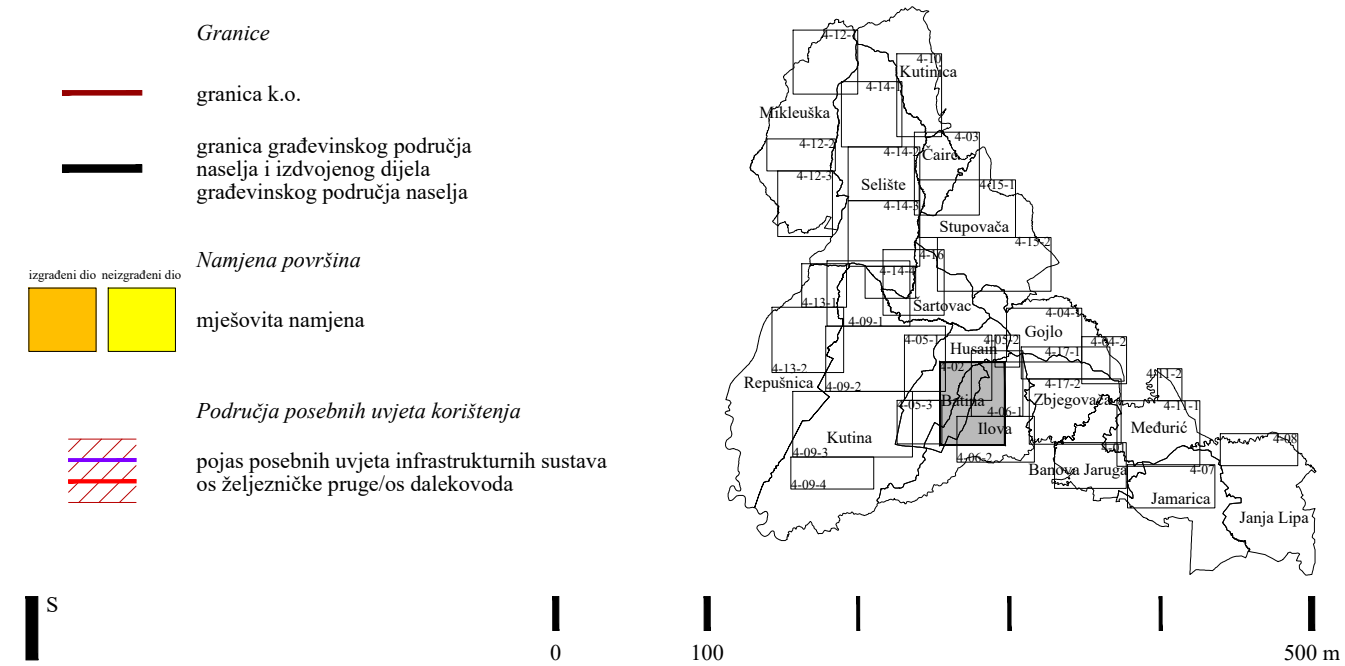 Granice
granica k.o.
granica građevinskog područja
naselja i izdvojenog dijela
građevinskog područja naselja
Namjena površina
izgrađeni dio
neizgrađeni dio
mješovita namjena
Područja posebnih uvjeta korištenja
pojas posebnih uvjeta infrastrukturnih sustava
os željezničke pruge/os dalekovoda
4-10
Kutinica
4-14-1
Mikleuška
4-12-2
4-03
4-14-2
4-12-3
Selište
4-15-1
4-14-3
Stupovača
4-15-2
4-16
4-14-4
4-13-1
Šartovac
4-04-1
4-09-1
Gojlo
4-05-1
4-05-2
Husain
4-17-1
4-02
4-13-2
4-11-2
Repušnica
4-09-2
4-17-2
Batina
Zbjegovača
4-05-3
4-06-1
4-11-1
Ilova
Međurić
Kutina
4-08
4-09-3
4-06-2
4-01
Banova Jaruga
4-07
4-09-4
Jamarica
Janja Lipa
S
0
100
500 m